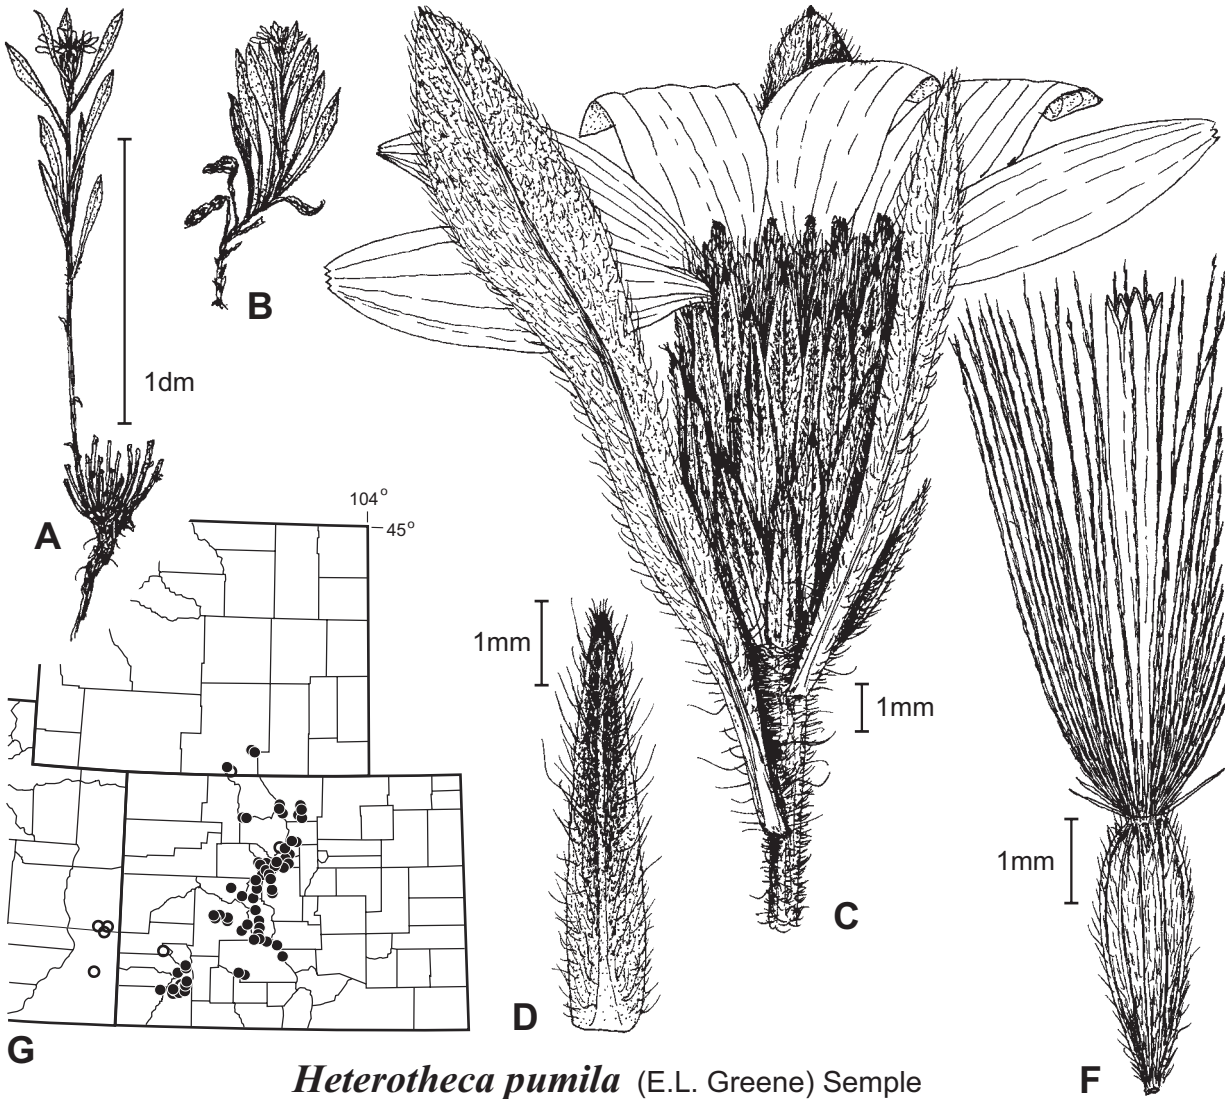 1dm
A
B
104°
45°
1mm
1mm
1mm
C
D
F
G
Heterotheca pumila (E.L. Greene) Semple